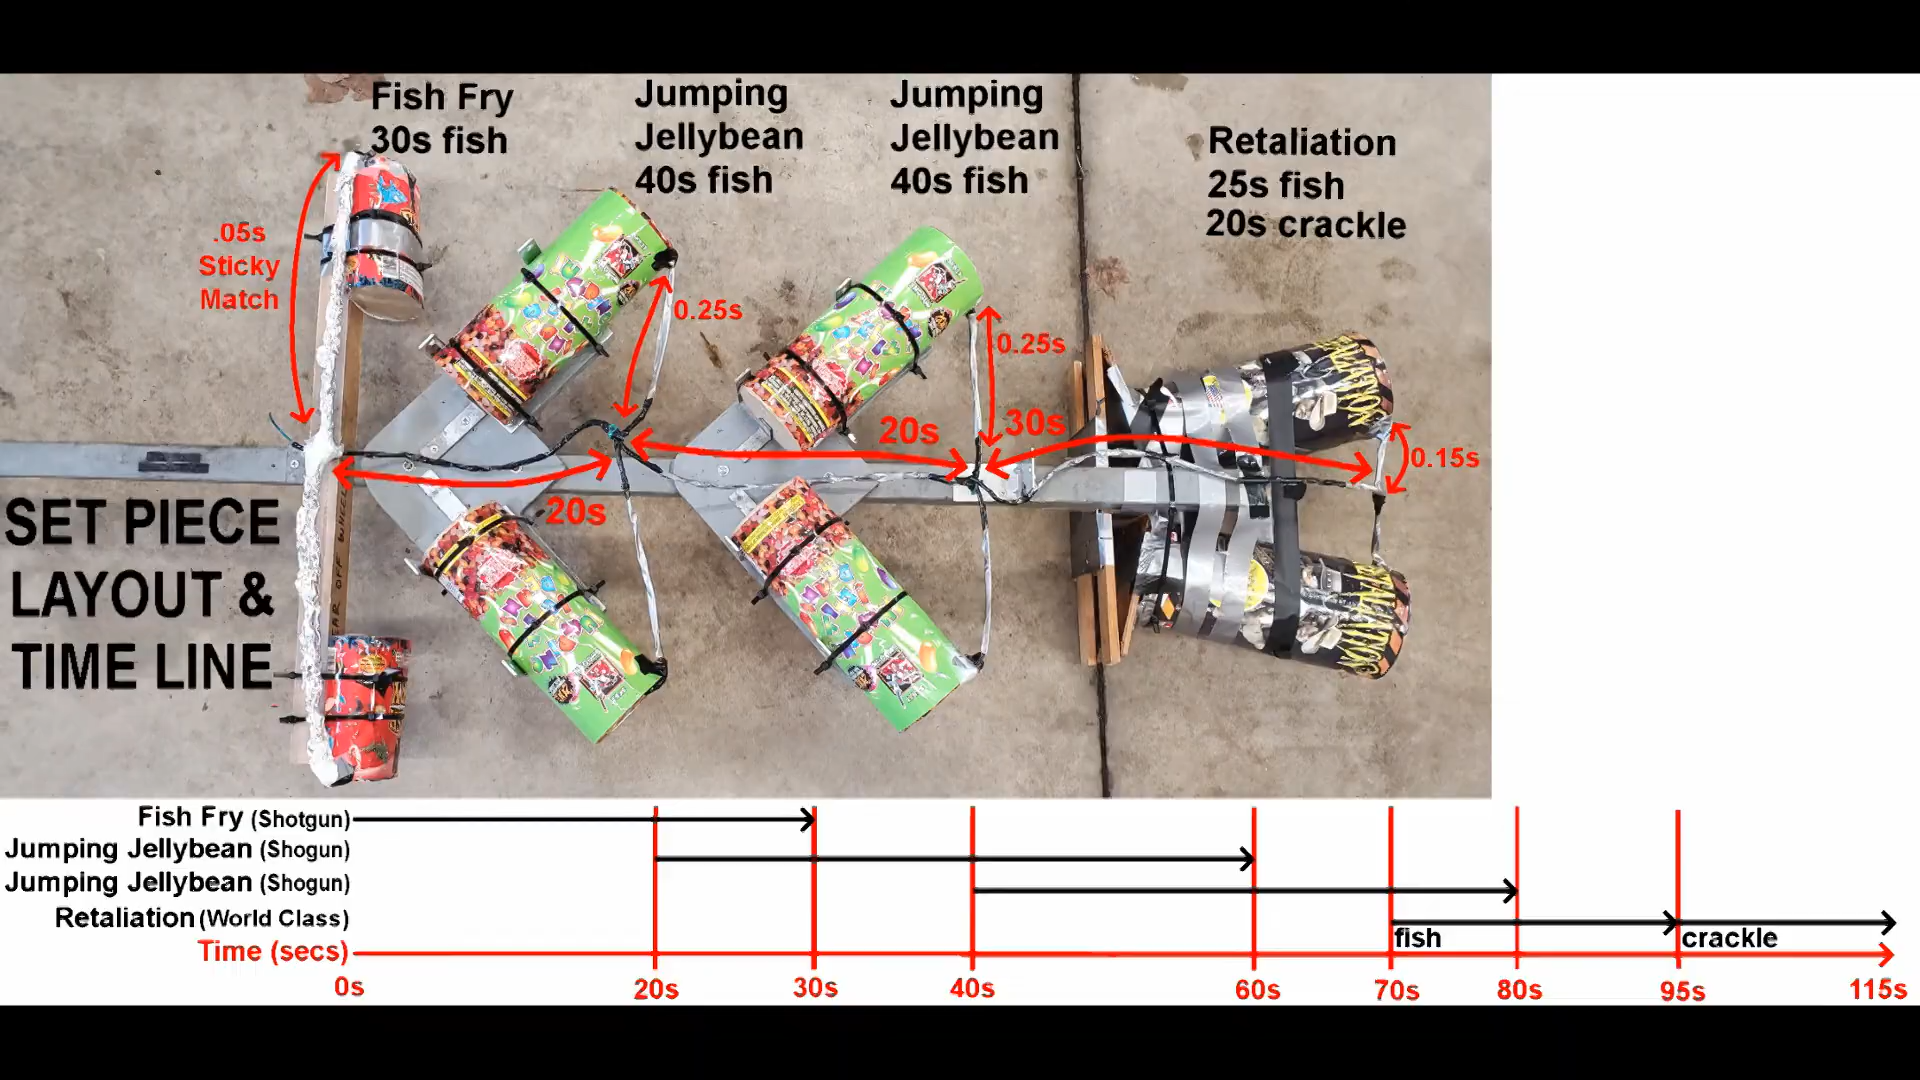 Fish Fry
30s fish
Jumping
Jellybean
40s fish
Jumping
Jellybean
40s fish
Retaliation
25s fish
20s crackle
.05s
Sticky
Match
0.25s
0.25s
20s
30s
0.15s
20s
SET PIECE
LAYOUT &
TIME LINE
Fish Fry (Shotgun)
Jumping Jellybean (Shogun)
Jumping Jellybean (Shogun)
Retaliation (World Class)
fish
crackle
Time (secs)
0s
20s
30s
40s
60s
70s
80s
95s
115s